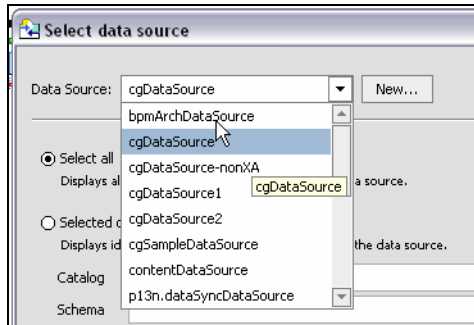 Select data source
Data Source: cgDataSource New...
bpmArchDataSource
cgDataSource
Select all
cgDataSource-nonXA
Displays al a source.
cgDataSource
cgDataSource1
Selected
cgDataSource2
Displays id the data source.
cgSampleDataSource
Catalog
contentDataSource
p13n.dataSyncDataSource
Schema